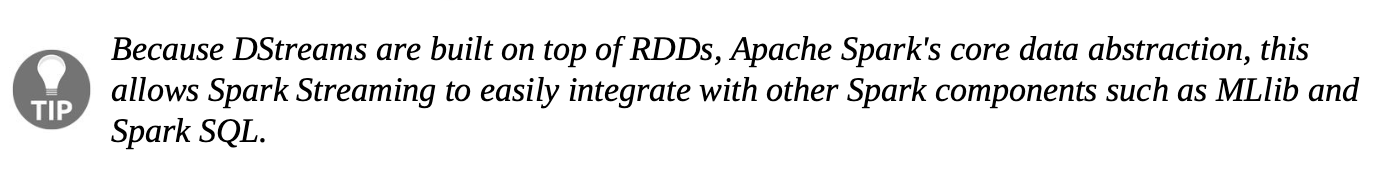 Because DStreams are built on top of RDDs, Apache Spark's core data abstraction, this
allows Spark Streaming to easily integrate with other Spark components such as MLlib and
TIP
Spark SQL.